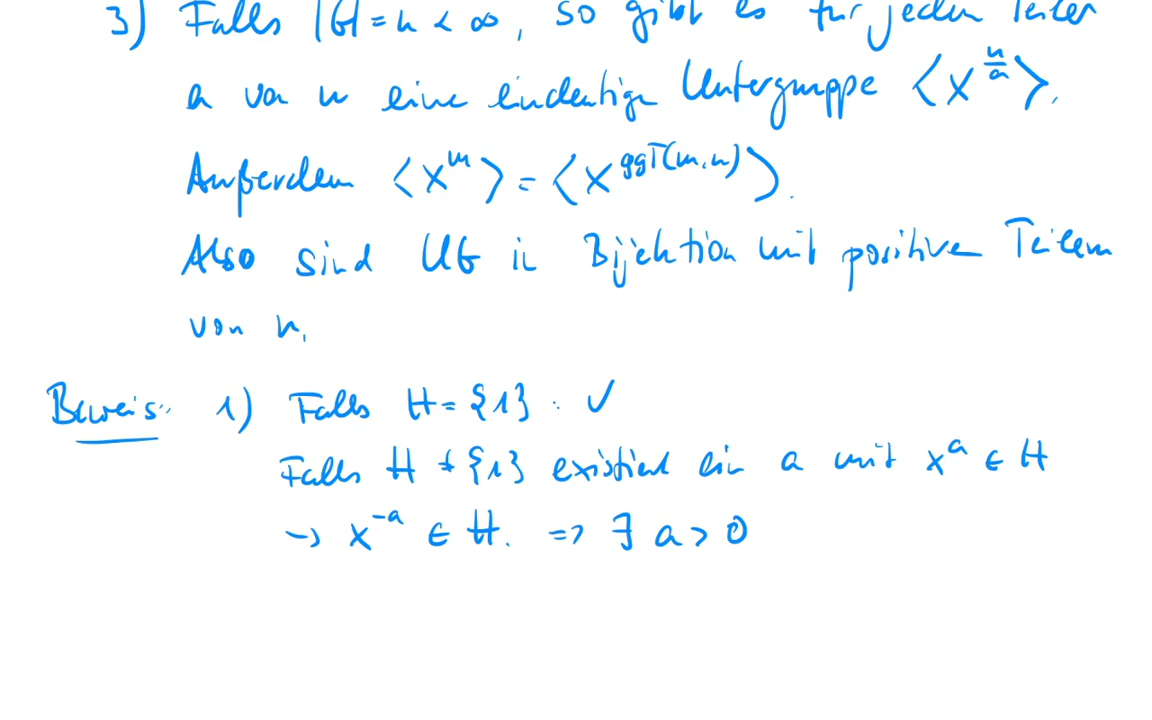 3) Falls |G| = n < ∞, so gibt es für jeden Teiler
a von n eine eindeutige Untergruppe ⟨x^{n/a}⟩.
Außerdem ⟨x^m⟩ = ⟨x^{ggT(m,n)}⟩.
Also sind UG in Bijektion mit positiven Teilern
von n.
Beweis: 1) Falls H = {1} : ✓
Falls H ≠ {1} existiert ein a mit x^a ∈ H
→ x^{-a} ∈ H. => ∃ a > 0